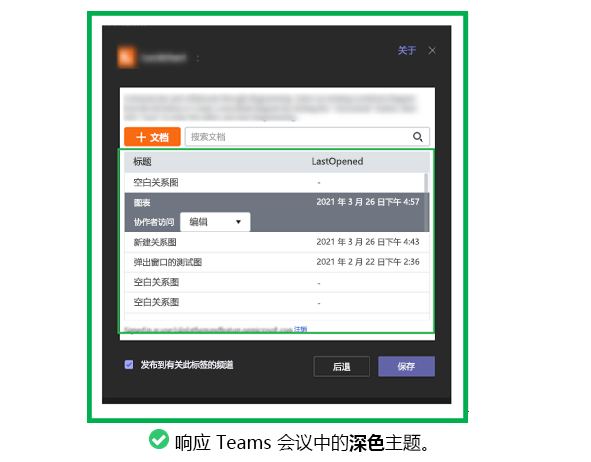 关于
+ 文档
搜索文档
标题 LastOpened
空白关系图 -
图表 2021 年 3 月 26 日下午 4:57
协作者访问 编辑
新建关系图 2021 年 3 月 26 日下午 4:43
弹出窗口的测试图 2021 年 2 月 22 日下午 2:36
空白关系图 -
空白关系图 -
注销
发布到有关此标签的频道
后退 保存
响应 Teams 会议中的深色主题。